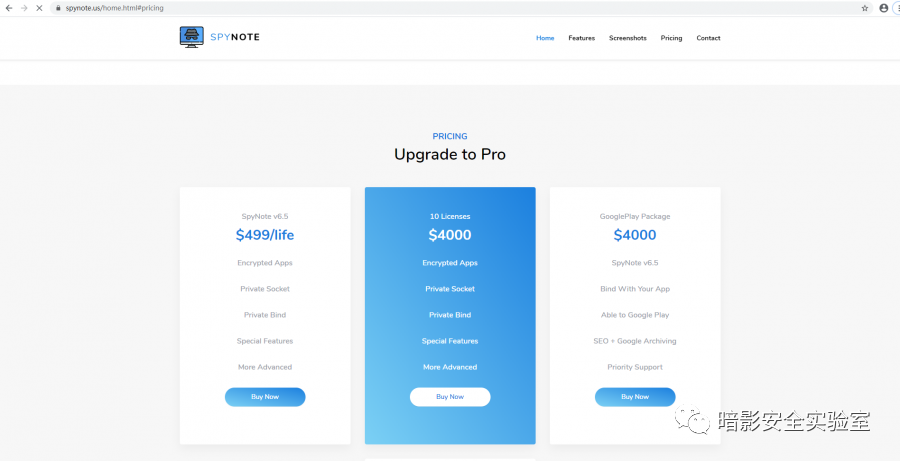 spynote.us/home.html#pricing
SPYNOTE
Home Features Screenshots Pricing Contact
PRICING
Upgrade to Pro
SpyNote v6.5
$499/life
Encrypted Apps
Private Socket
Private Bind
Special Features
More Advanced
Buy Now
10 Licenses
$4000
Encrypted Apps
Private Socket
Private Bind
Special Features
More Advanced
Buy Now
GooglePlay Package
$4000
SpyNote v6.5
Bind With Your App
Able to Google Play
SEO + Google Archiving
Priority Support
Buy Now
暗影安全实验室